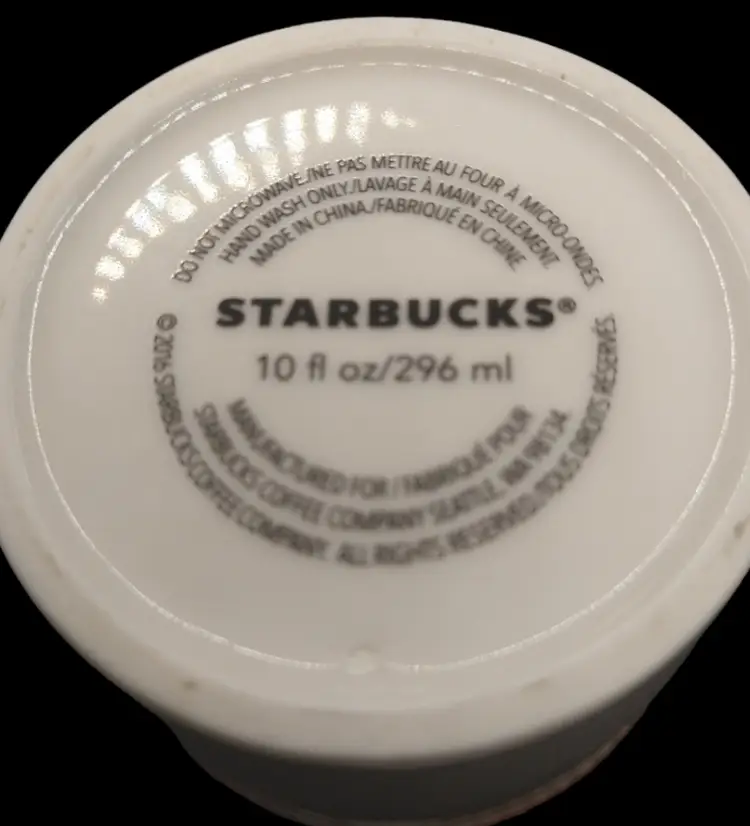 DO NOT MICROWAVE./NE PAS METTRE AU FOUR À MICRO-ONDES
HAND WASH ONLY./LAVAGE À MAIN SEULEMENT.
MADE IN CHINA./FABRIQUÉ EN CHINE.
STARBUCKS®
10 fl oz/296 ml
MANUFACTURED FOR / FABRIQUÉ POUR
STARBUCKS COFFEE COMPANY SEATTLE, WA 98134.
© 2016 STARBUCKS COFFEE COMPANY. ALL RIGHTS RESERVED./TOUS DROITS RÉSERVÉS.